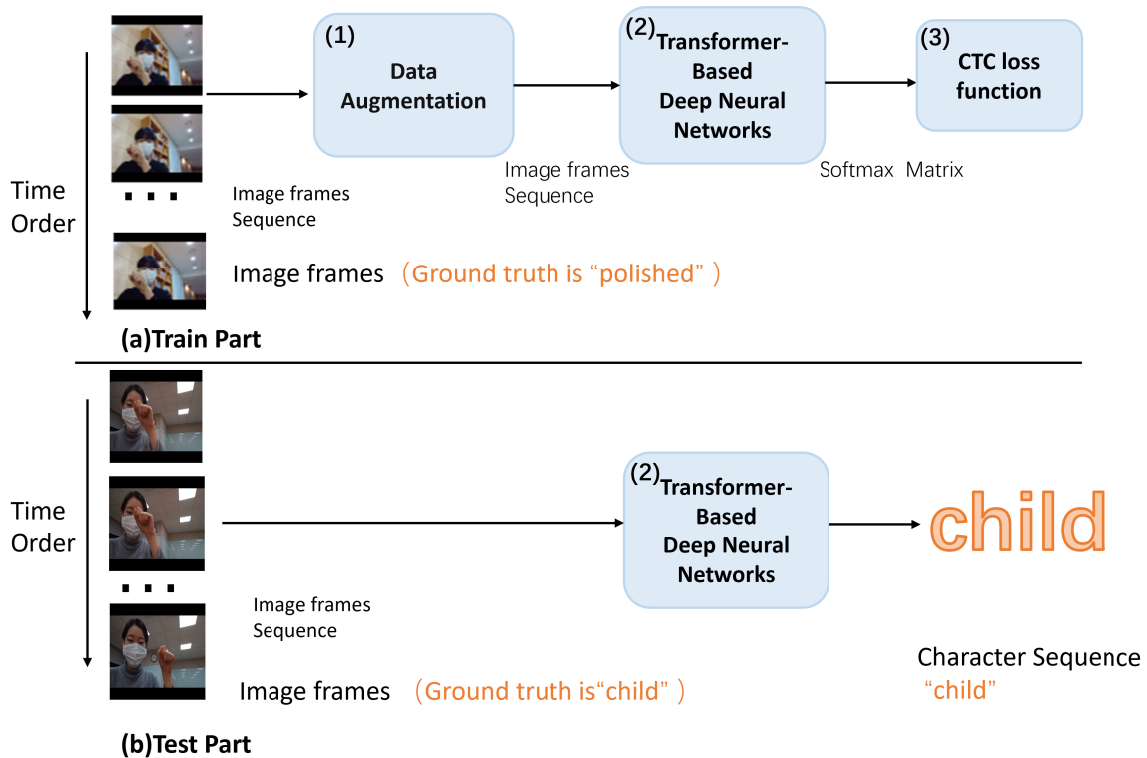 (1)
Data
Augmentation
(2)
Transformer-
Based
Deep Neural
Networks
(3)
CTC loss
function
Time
Order
Image frames
Sequence
Image frames
Sequence
Softmax Matrix
Image frames （Ground truth is “polished” ）
(a)Train Part
Time
Order
(2)
Transformer-
Based
Deep Neural
Networks
child
Image frames
Sequence
Character Sequence
“child”
Image frames （Ground truth is“child” ）
(b)Test Part